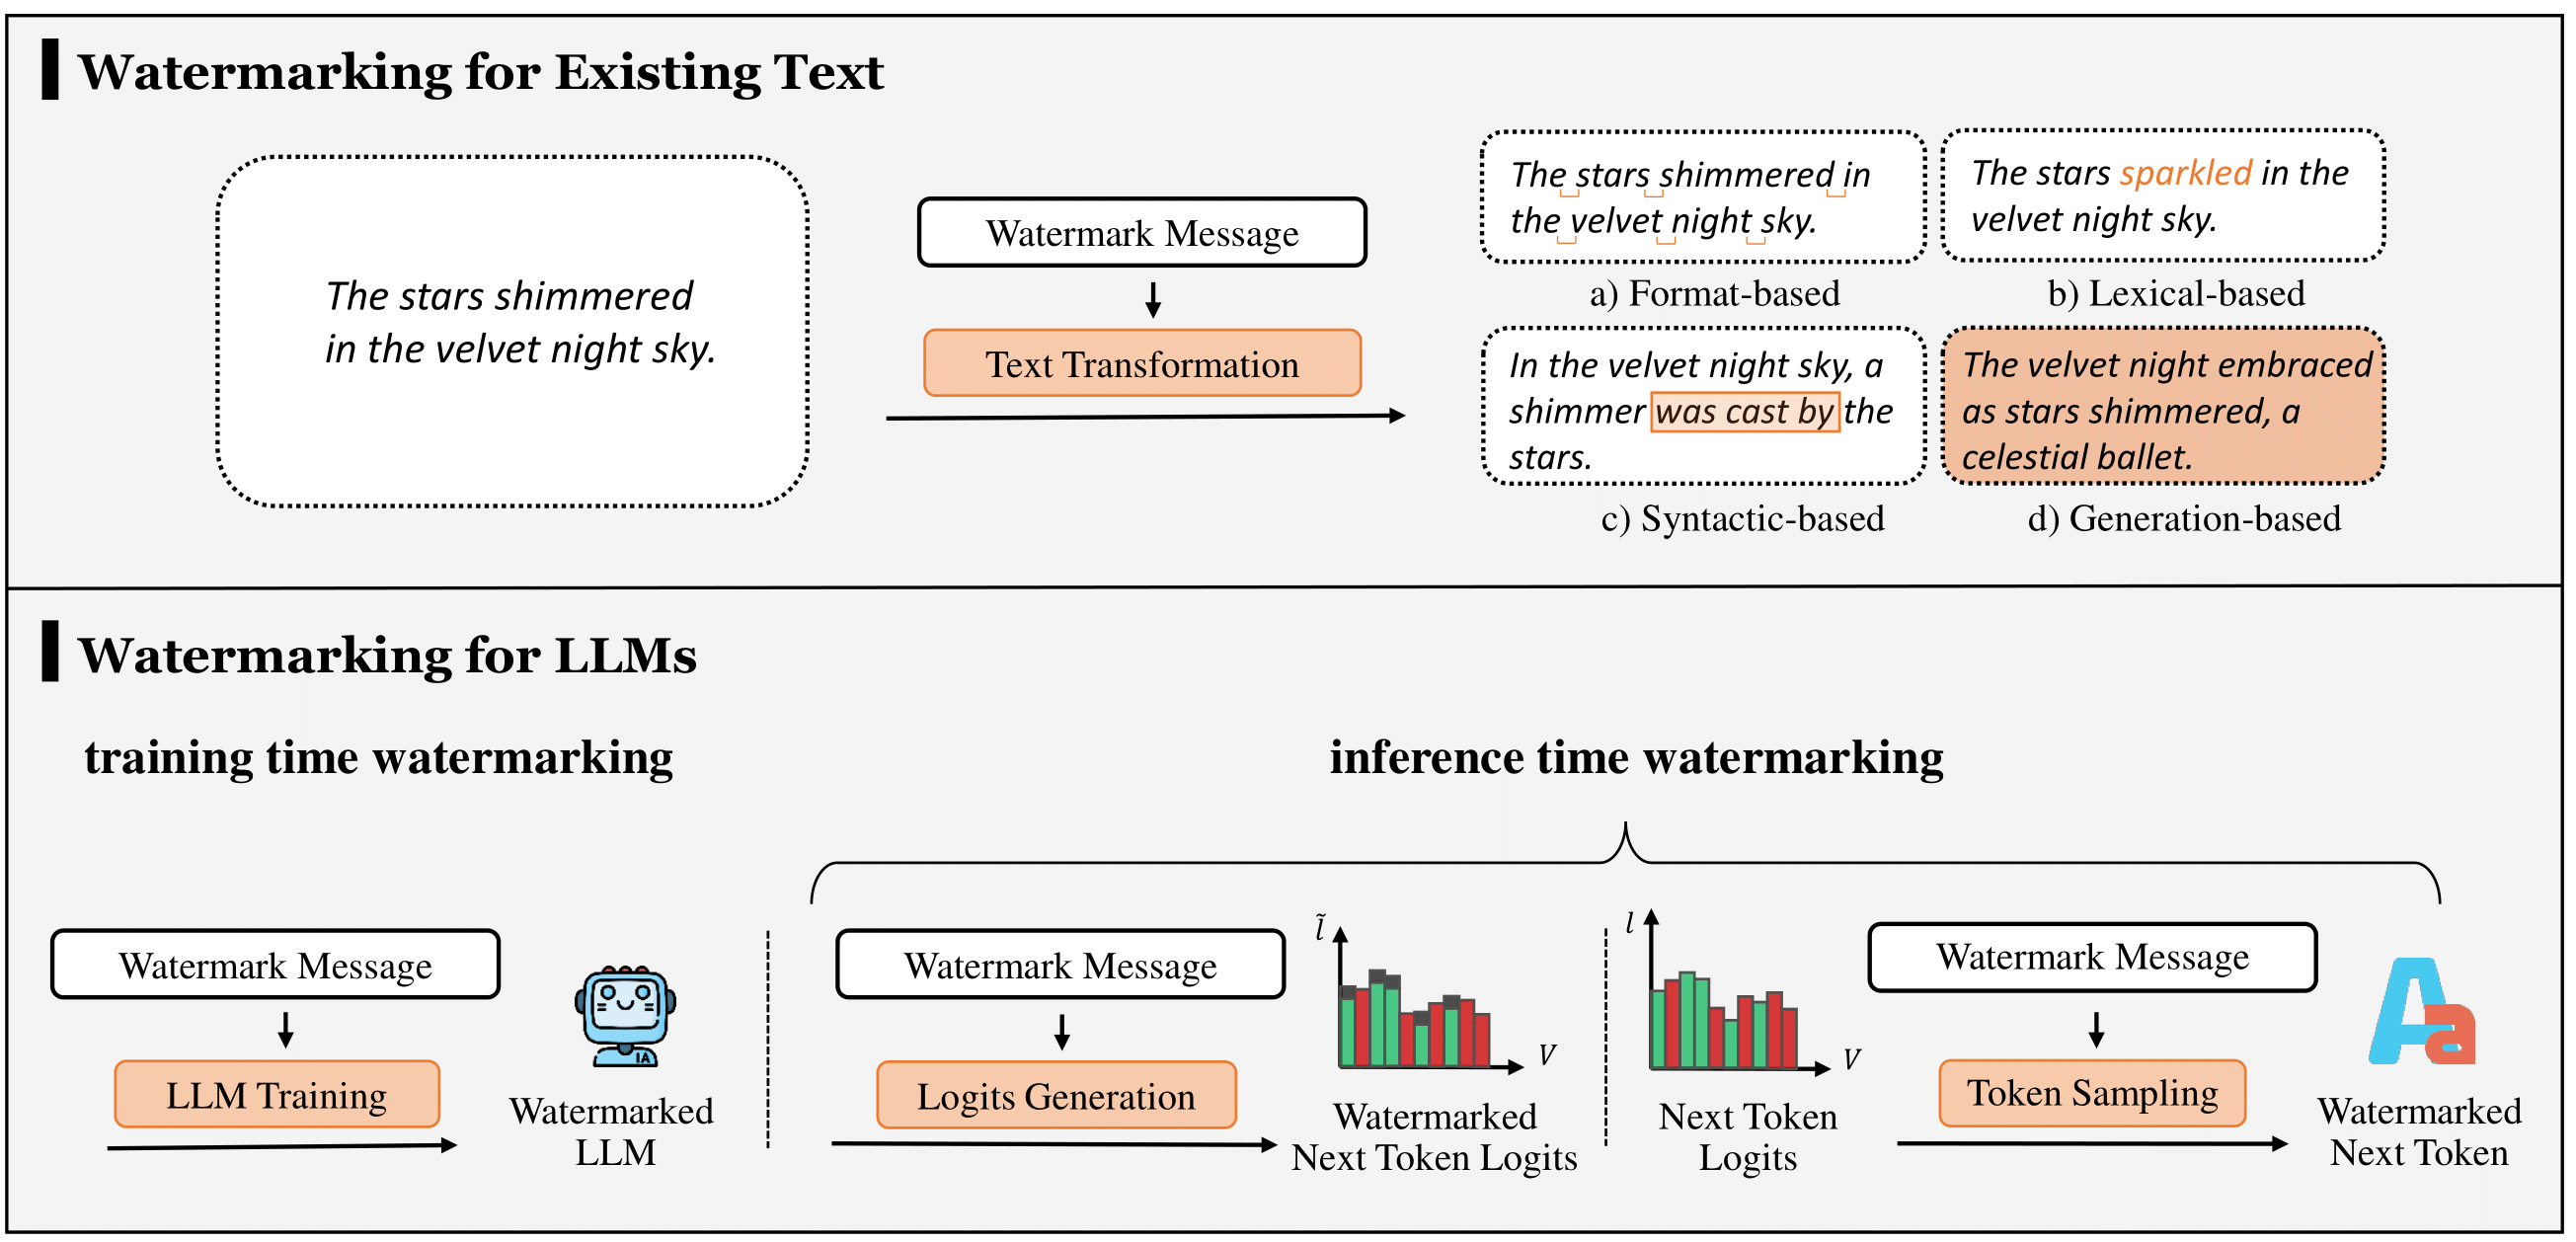 Watermarking for Existing Text
The stars shimmered
in the velvet night sky.
Watermark Message
Text Transformation
The stars shimmered in
the velvet night sky.
a) Format-based
The stars sparkled in the
velvet night sky.
b) Lexical-based
In the velvet night sky, a
shimmer was cast by the
stars.
c) Syntactic-based
The velvet night embraced
as stars shimmered, a
celestial ballet.
d) Generation-based
Watermarking for LLMs
training time watermarking
inference time watermarking
Watermark Message
LLM Training
IA
Watermarked
LLM
Watermark Message
Logits Generation
l̃
V
Watermarked
Next Token Logits
l
V
Next Token
Logits
Watermark Message
Token Sampling
Aa
Watermarked
Next Token